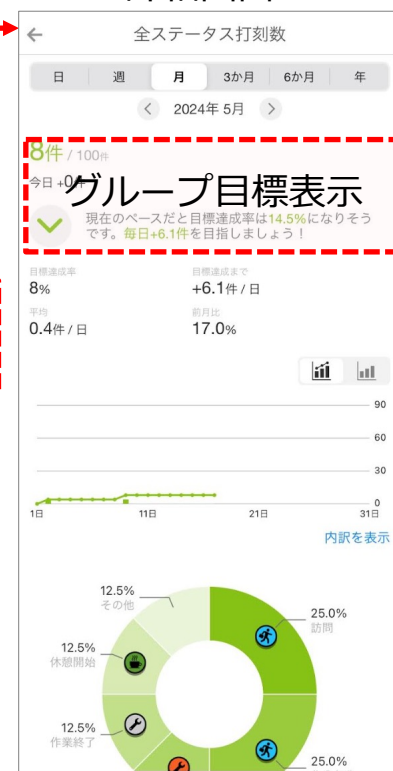 全ステータス打刻数
日 週 月 3か月 6か月 年
2024年 5月
8件 / 100件
今日 +0件
グループ目標表示
現在のペースだと目標達成率は14.5%になりそう
です。毎日+6.1件を目指しましょう！
目標達成率 目標達成まで
8% +6.1件 / 日
平均 前月比
0.4件 / 日 17.0%
90
60
30
0
1日 11日 21日 31日
内訳を表示
12.5%
その他
25.0%
訪問
12.5%
休憩開始
12.5%
作業終了
25.0%